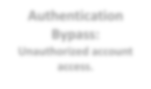 Authentication
Bypass:
Unauthorized account
access.